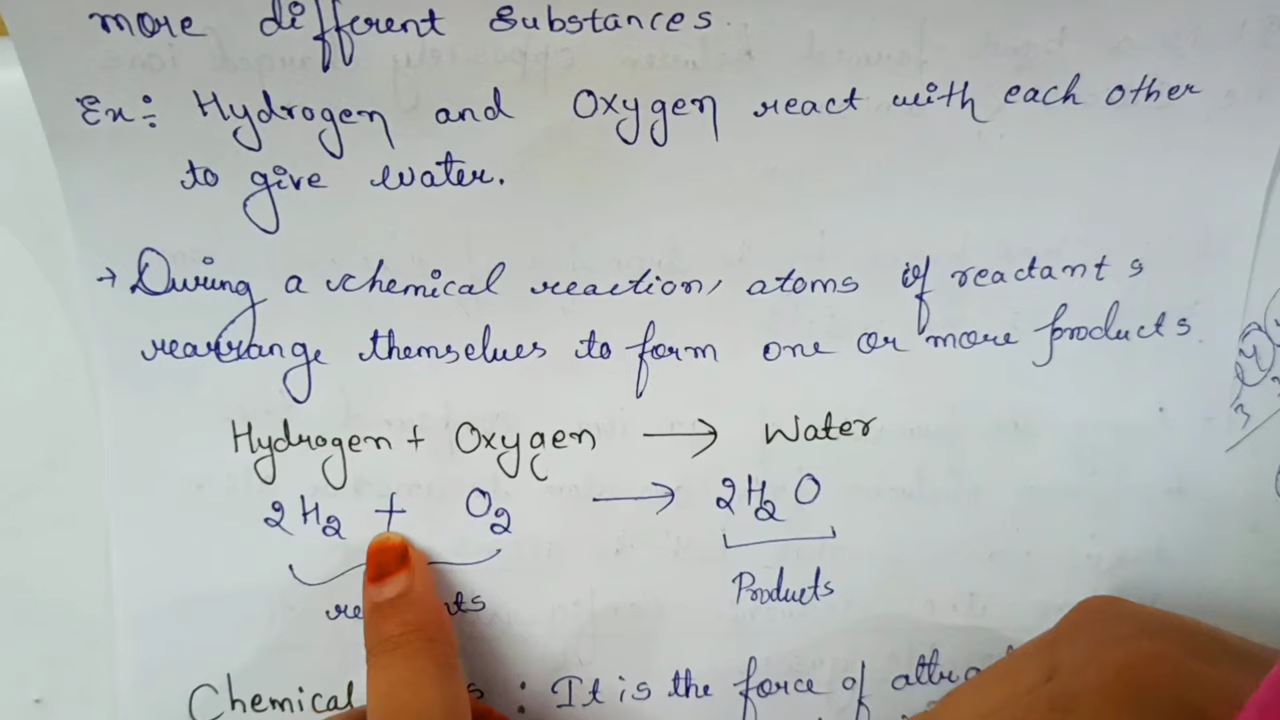 more different substances.
Ex:- Hydrogen and Oxygen react with each other
to give water.
→ During a chemical reaction, atoms of reactants
rearrange themselves to form one or more products.
Hydrogen + Oxygen → Water
2H₂ + O₂ → 2H₂O
Products
Chemical : It is the force of